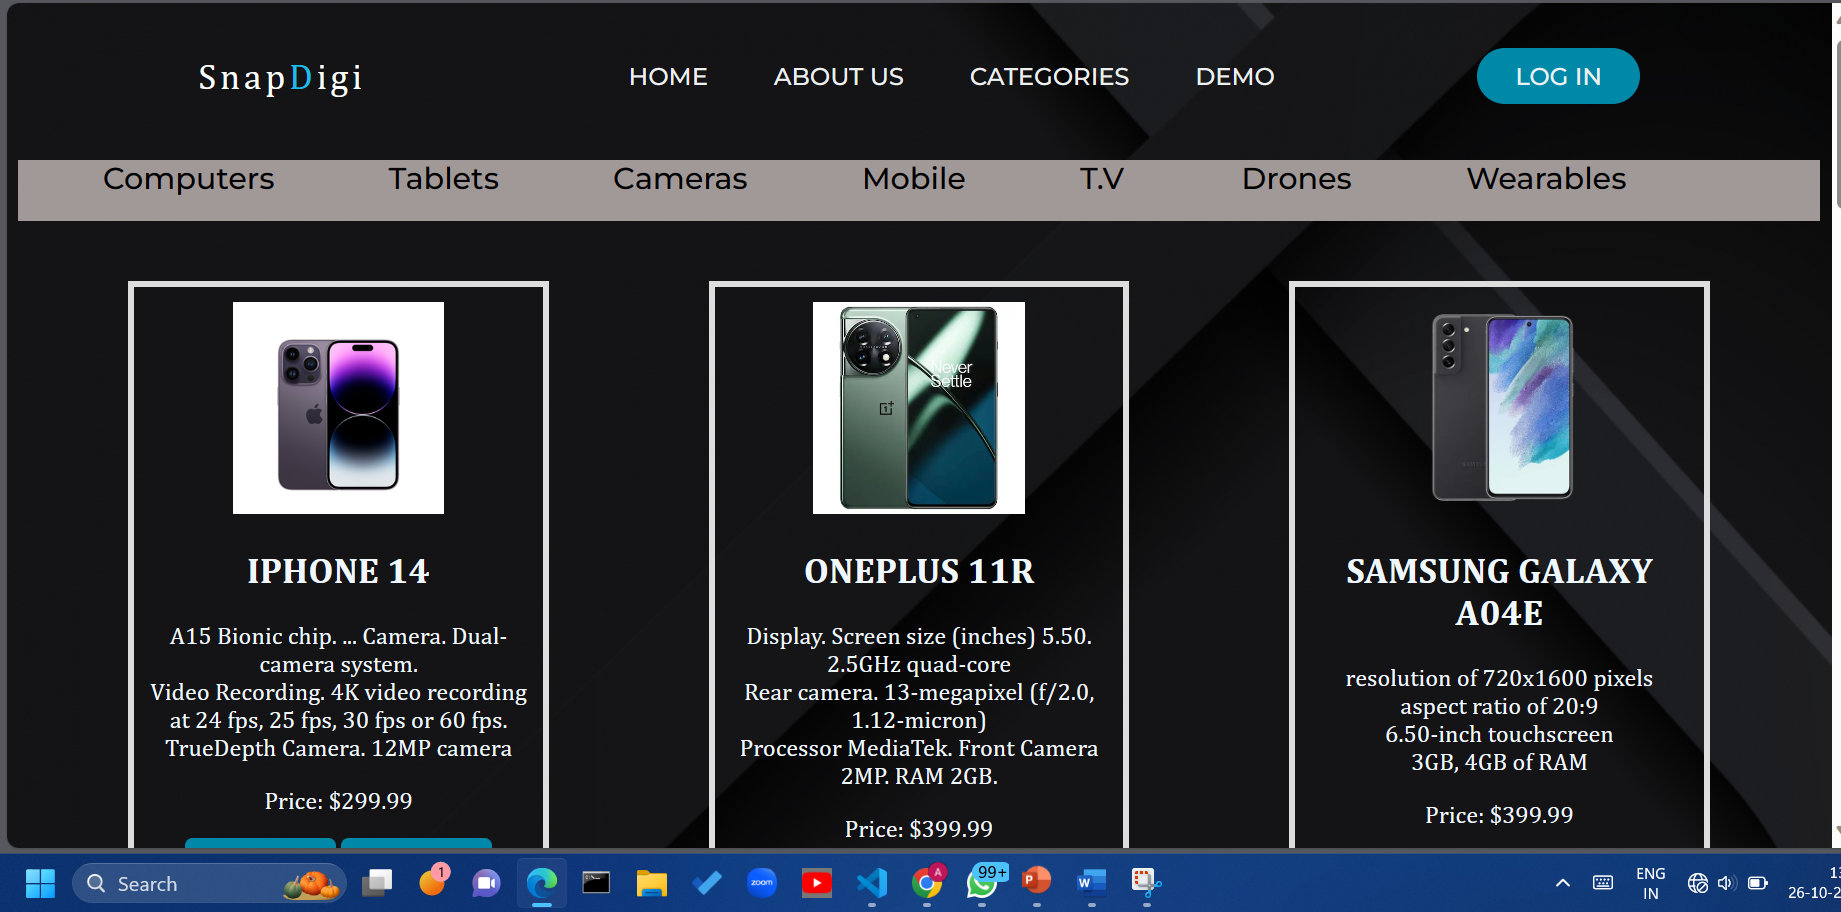 SnapDigi
HOME ABOUT US CATEGORIES DEMO
LOG IN
Computers Tablets Cameras Mobile T.V Drones Wearables
IPHONE 14
A15 Bionic chip. ... Camera. Dual-
camera system.
Video Recording. 4K video recording
at 24 fps, 25 fps, 30 fps or 60 fps.
TrueDepth Camera. 12MP camera
Price: $299.99
Never
Settle
ONEPLUS 11R
Display. Screen size (inches) 5.50.
2.5GHz quad-core
Rear camera. 13-megapixel (f/2.0,
1.12-micron)
Processor MediaTek. Front Camera
2MP. RAM 2GB.
Price: $399.99
SAMSUNG GALAXY
A04E
resolution of 720x1600 pixels
aspect ratio of 20:9
6.50-inch touchscreen
3GB, 4GB of RAM
Price: $399.99
Search
1
zoom
A
99+
P
W
ENG
IN
13
26-10-2